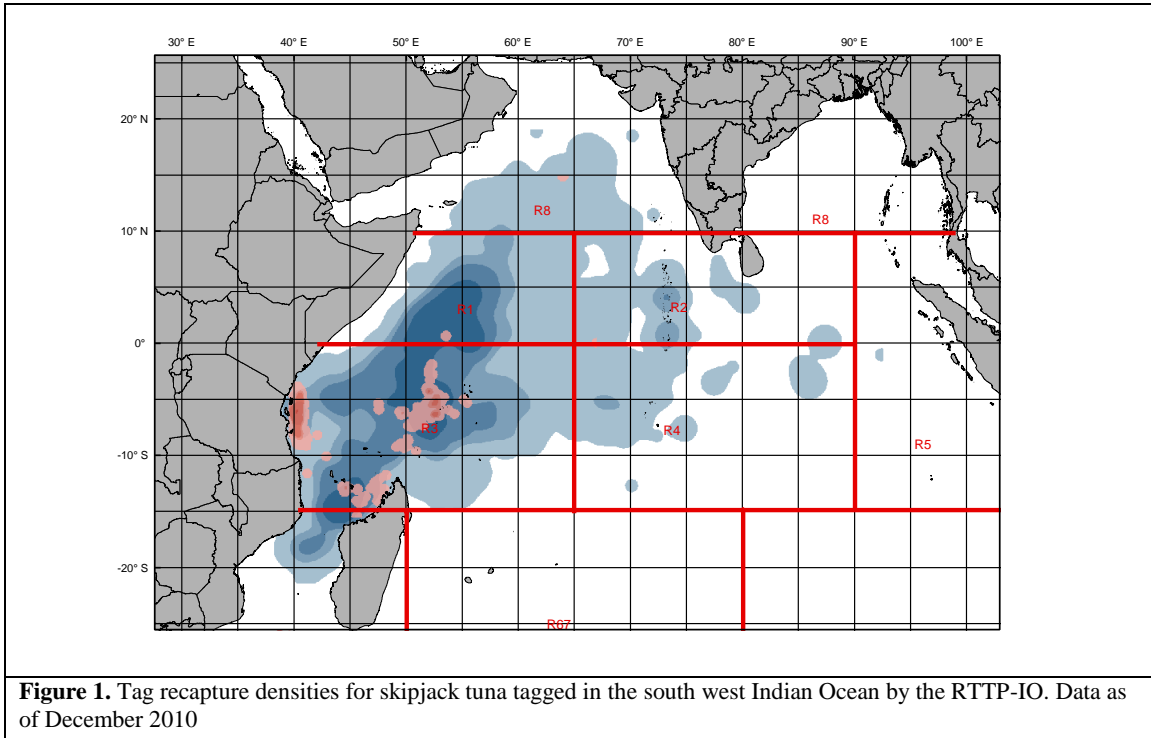 30° E 40° E 50° E 60° E 70° E 80° E 90° E 100° E
20° N
R8 R8
10° N
R1 R2
0°
R3 R4
R5
-10° S
-20° S
R67
Figure 1. Tag recapture densities for skipjack tuna tagged in the south west Indian Ocean by the RTTP-IO. Data as
of December 2010